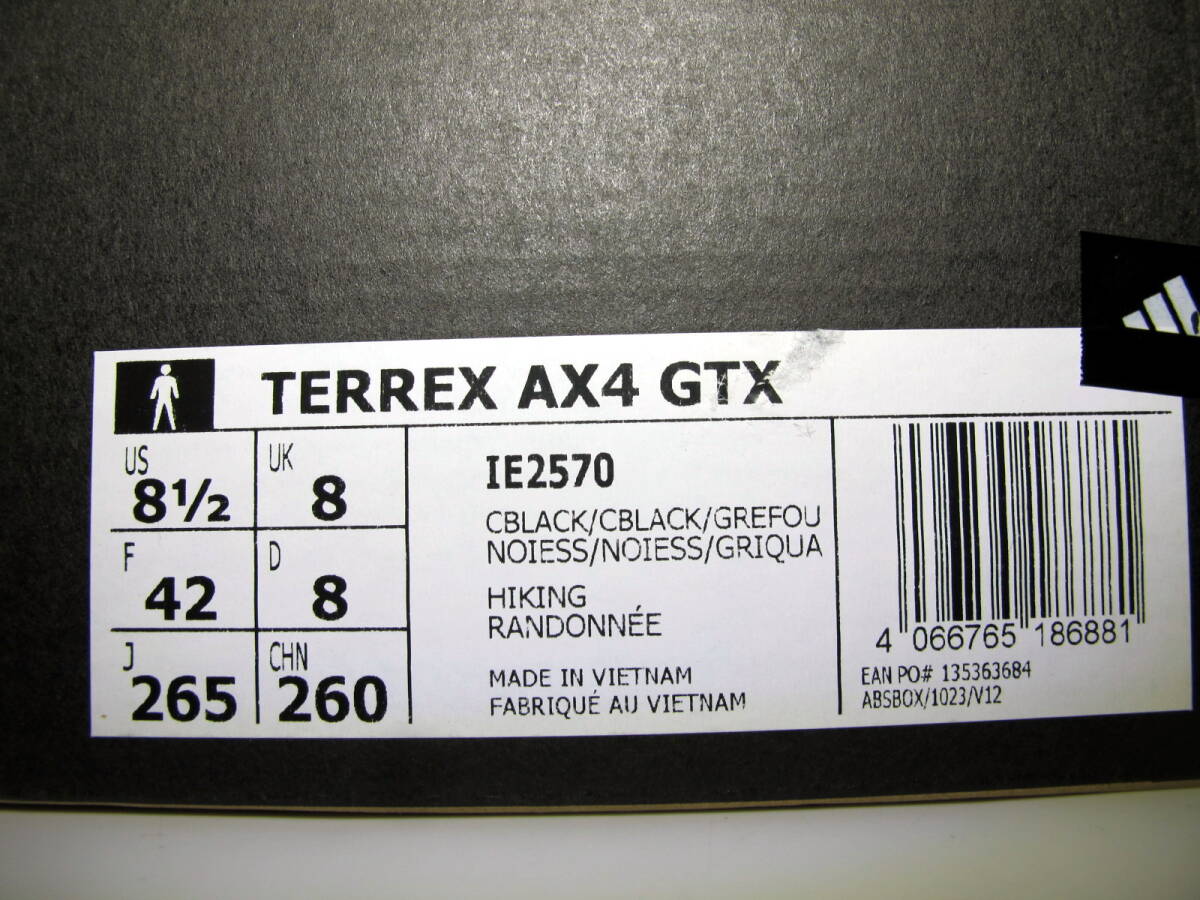 TERREX AX4 GTX
US
8½
UK
8
F
42
D
8
J
265
CHN
260
IE2570
CBLACK/CBLACK/GREFOU
NOIESS/NOIESS/GRIQUA
HIKING
RANDONNÉE
MADE IN VIETNAM
FABRIQUÉ AU VIETNAM
4 066765 186881
EAN PO# 135363684
ABSBOX/1023/V12